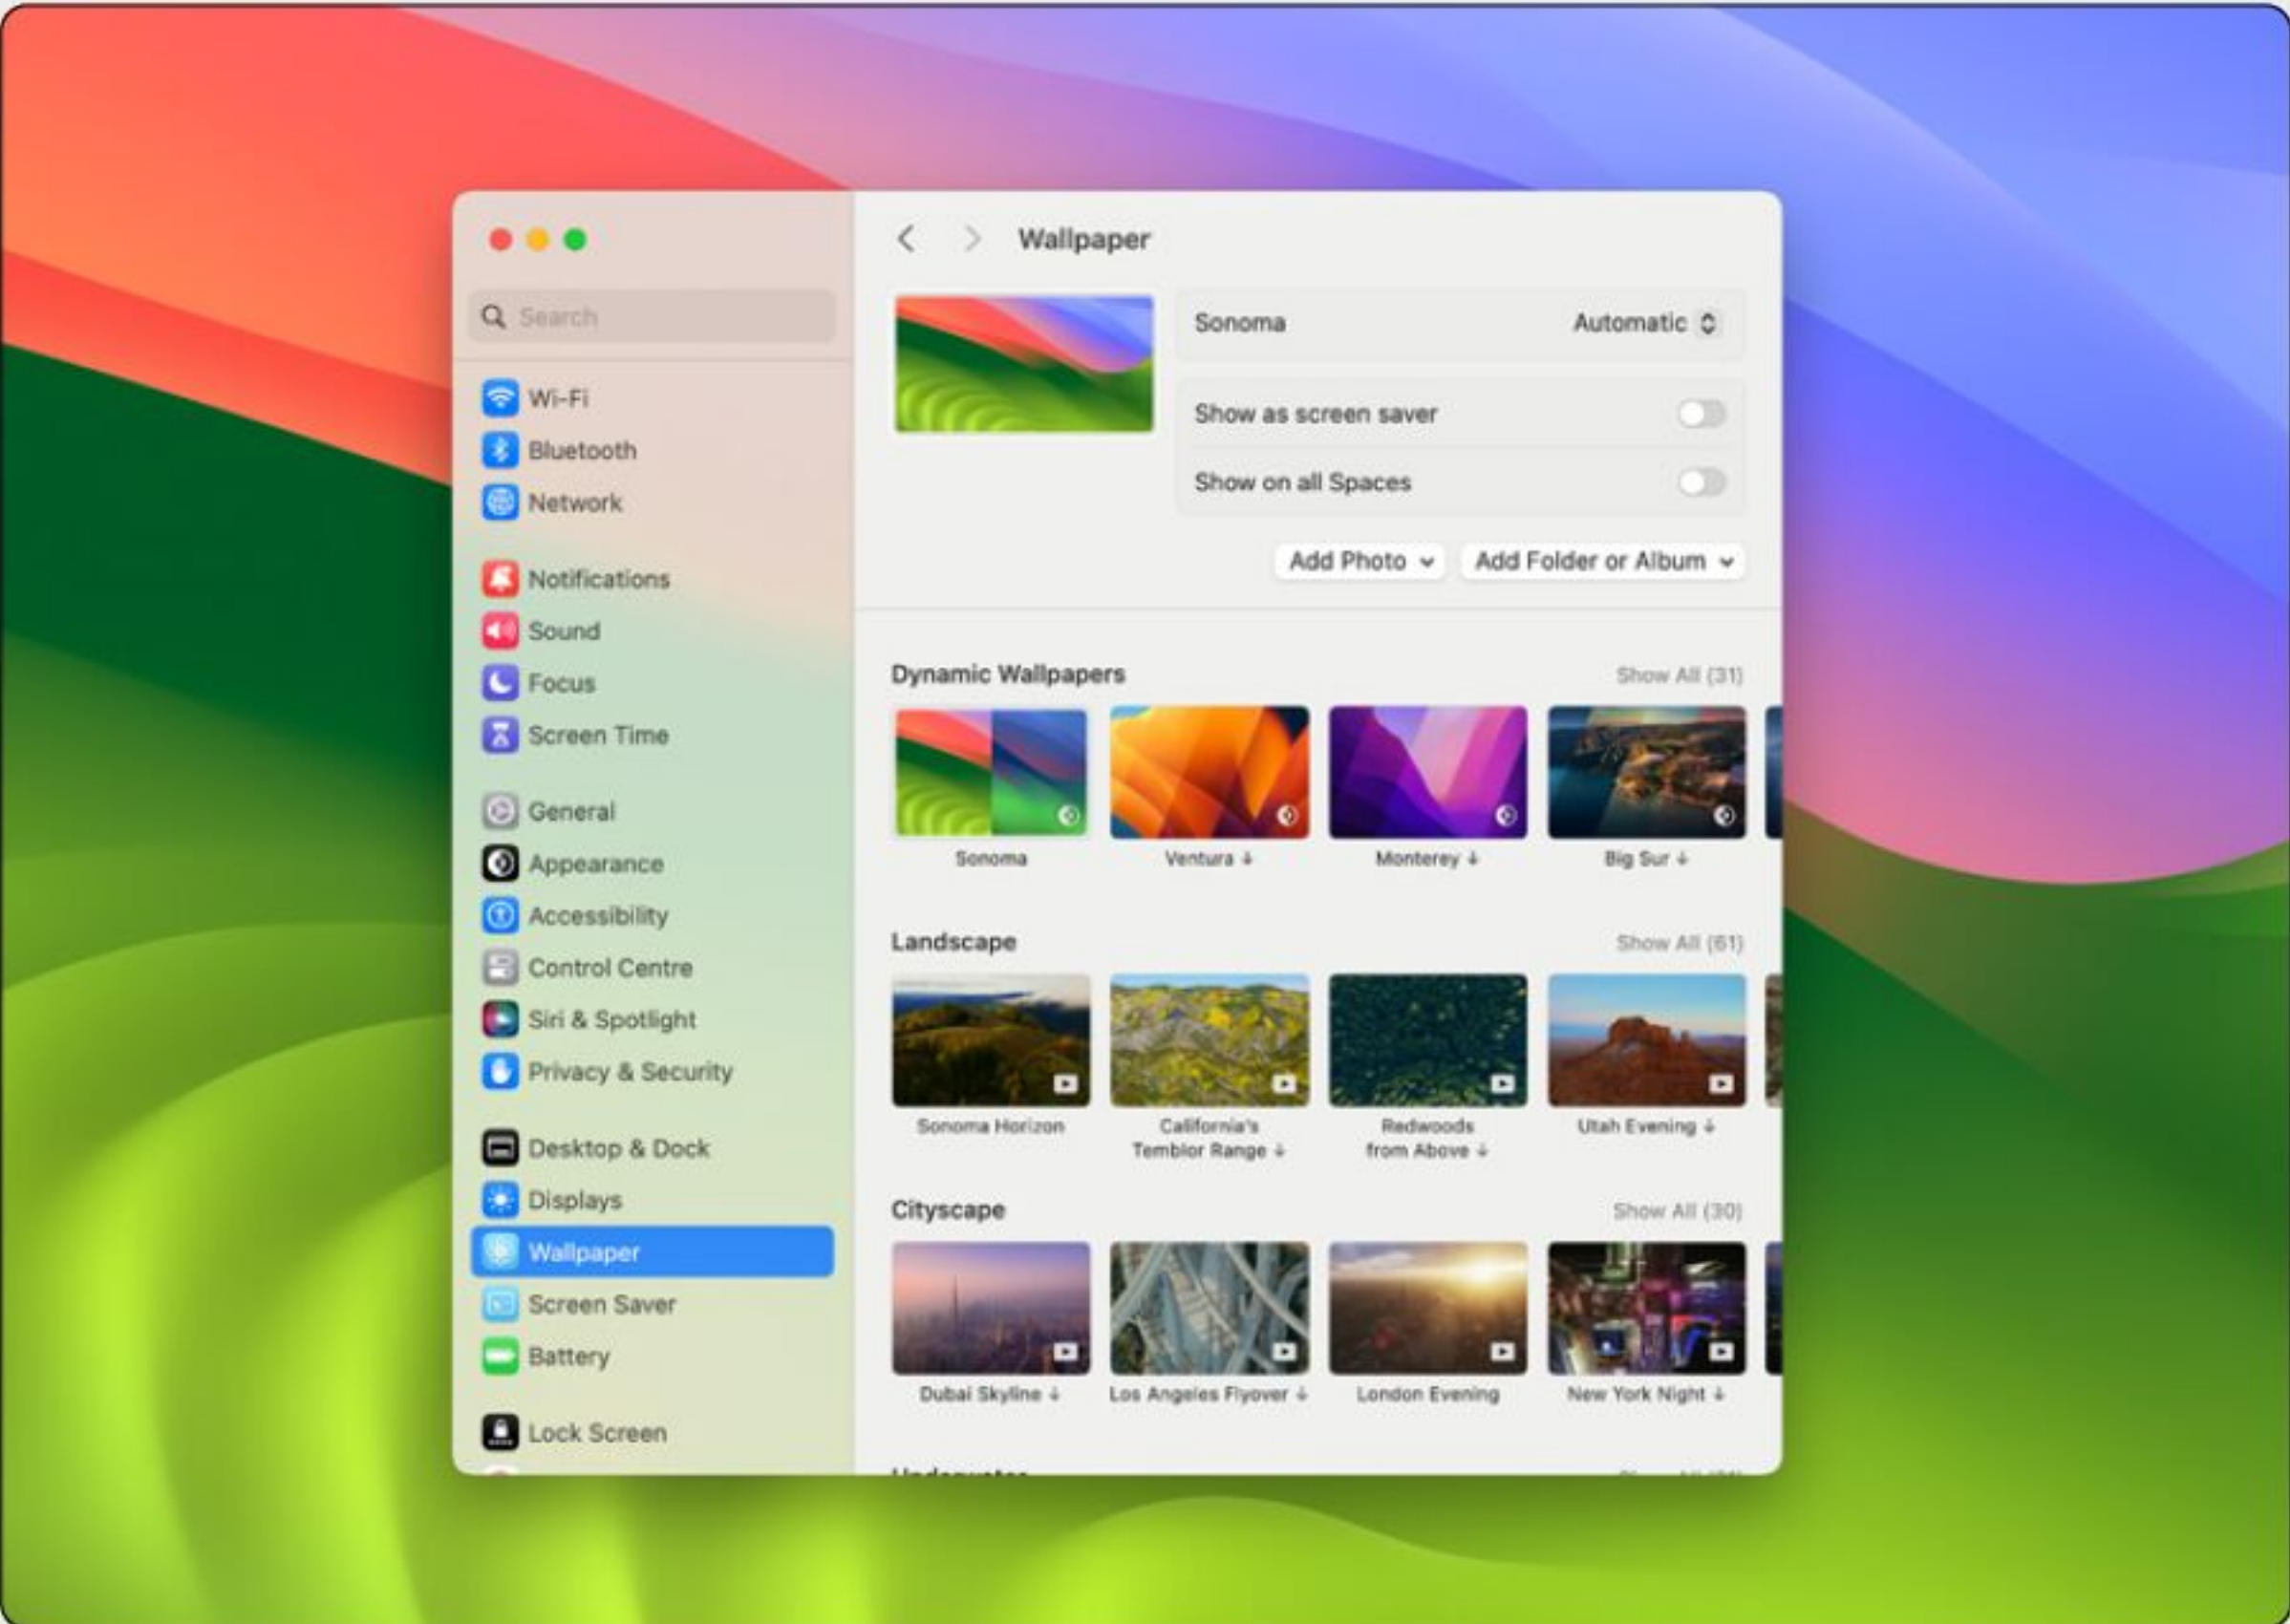 Wallpaper
Search
Wi-Fi
Bluetooth
Network
Notifications
Sound
Focus
Screen Time
General
Appearance
Accessibility
Control Centre
Siri & Spotlight
Privacy & Security
Desktop & Dock
Displays
Wallpaper
Screen Saver
Battery
Lock Screen
Sonoma Automatic
Show as screen saver
Show on all Spaces
Add Photo Add Folder or Album
Dynamic Wallpapers Show All (31)
Sonoma Ventura ↓ Monterey ↓ Big Sur ↓
Landscape Show All (61)
Sonoma Horizon California's Redwoods Utah Evening ↓
Temblor Range ↓ from Above ↓
Cityscape Show All (30)
Dubai Skyline ↓ Los Angeles Flyover ↓ London Evening New York Night ↓